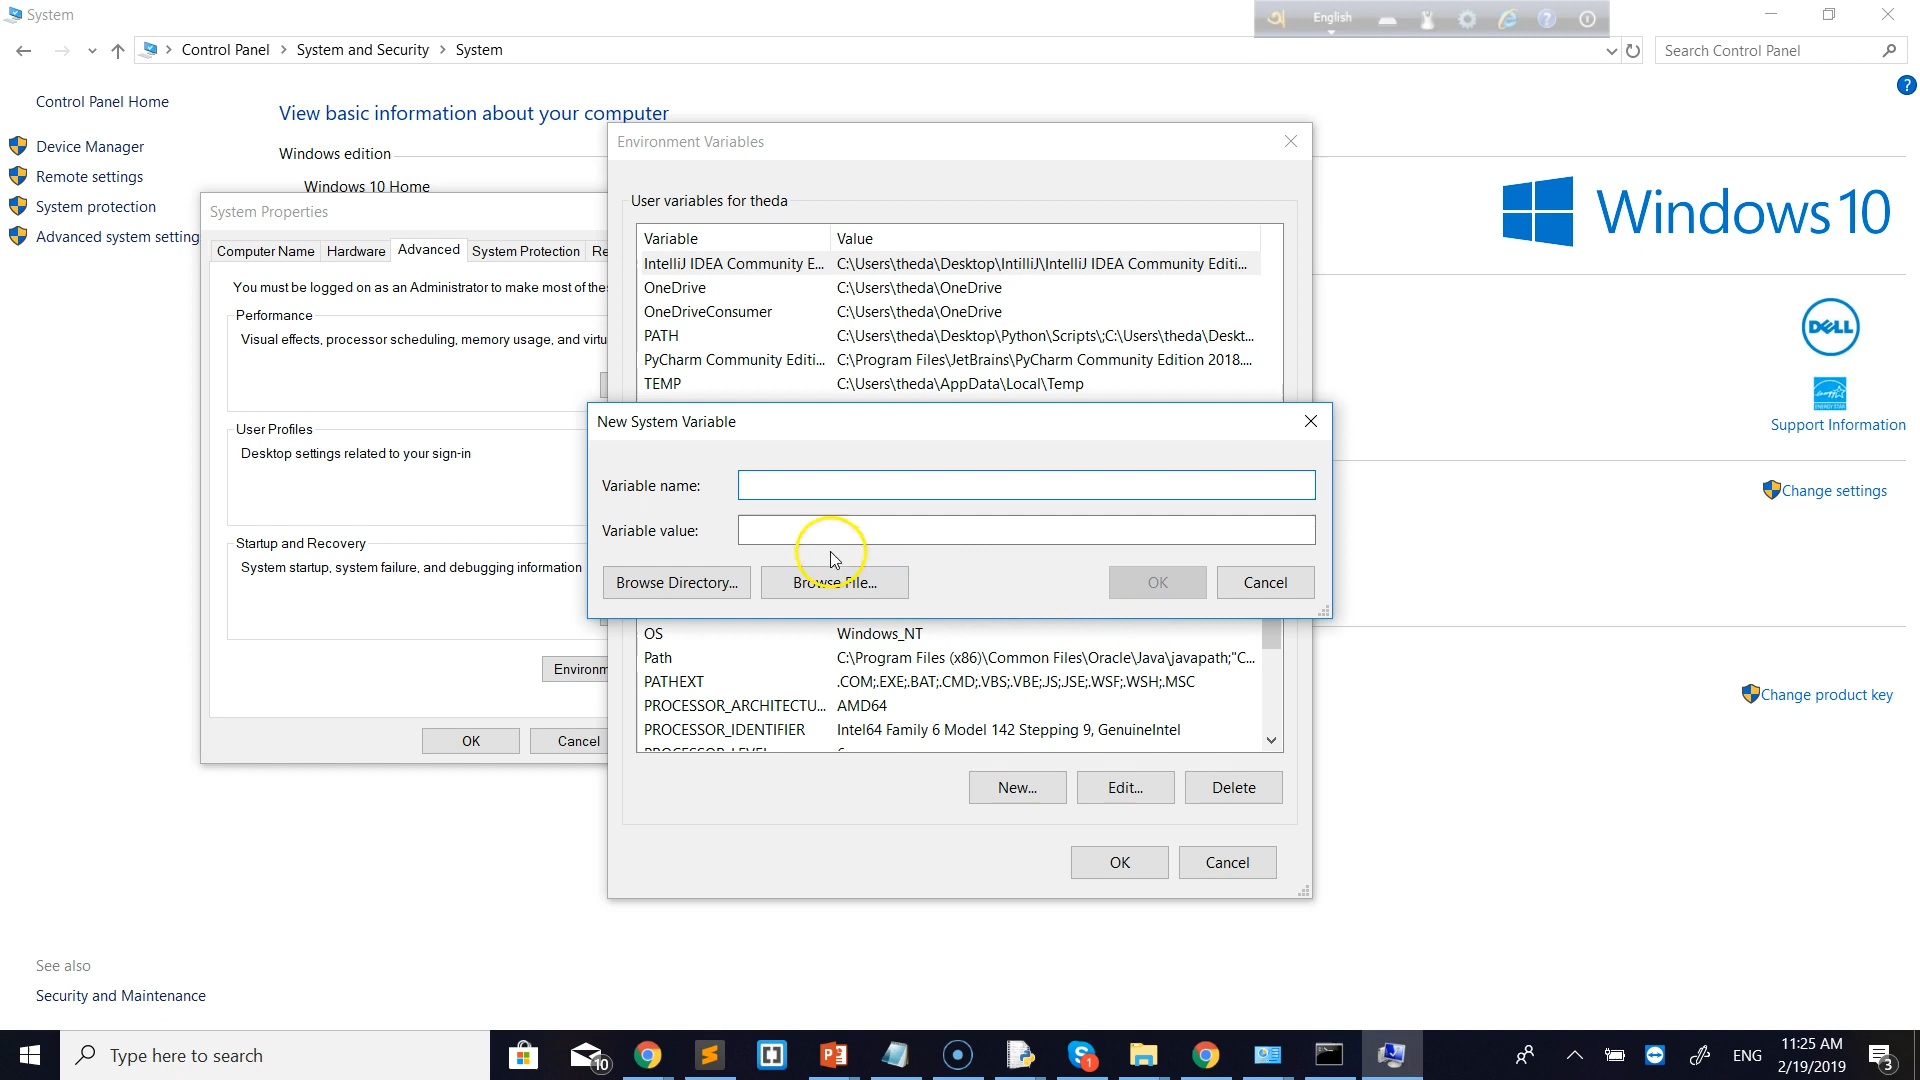 System
English
Control Panel
System and Security
System
Search Control Panel
Control Panel Home
Device Manager
Remote settings
System protection
Advanced system setting
View basic information about your computer
Windows edition
Windows 10 Home
Windows 10
DELL
Support Information
Change settings
Change product key
System Properties
Computer Name
Hardware
Advanced
System Protection
Re
You must be logged on as an Administrator to make most of the
Performance
Visual effects, processor scheduling, memory usage, and virtu
User Profiles
Desktop settings related to your sign-in
Startup and Recovery
System startup, system failure, and debugging information
Environm
OK
Cancel
Environment Variables
User variables for theda
Variable Value
IntelliJ IDEA Community E... C:\Users\theda\Desktop\IntilliJ\IntelliJ IDEA Community Editi...
OneDrive C:\Users\theda\OneDrive
OneDriveConsumer C:\Users\theda\OneDrive
PATH C:\Users\theda\Desktop\Python\Scripts\;C:\Users\theda\Deskt...
PyCharm Community Editi... C:\Program Files\JetBrains\PyCharm Community Edition 2018....
TEMP C:\Users\theda\AppData\Local\Temp
New System Variable
Variable name:
Variable value:
Browse Directory...
Browse File...
OK
Cancel
OS Windows_NT
Path C:\Program Files (x86)\Common Files\Oracle\Java\javapath;"C...
PATHEXT .COM;.EXE;.BAT;.CMD;.VBS;.VBE;.JS;.JSE;.WSF;.WSH;.MSC
PROCESSOR_ARCHITECTU... AMD64
PROCESSOR_IDENTIFIER Intel64 Family 6 Model 142 Stepping 9, GenuineIntel
New...
Edit...
Delete
OK
Cancel
See also
Security and Maintenance
Type here to search
10
1
ENG
11:25 AM
2/19/2019
3